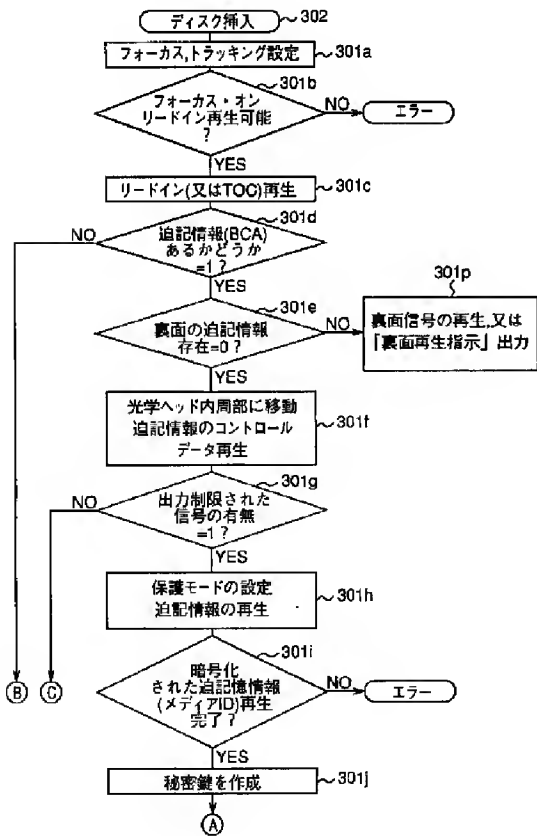 ディスク挿入
302
フォーカス,トラッキング設定
301a
301b
フォーカス・オン
リードイン再生可能
?
NO
エラー
YES
リードイン(又はTOC)再生
301c
301d
NO
追記情報(BCA)
あるかどうか
=1?
YES
301e
301p
裏面の追記情報
存在=0?
NO
裏面信号の再生,又は
「裏面再生指示」出力
YES
光学ヘッド内周部に移動
追記情報のコントロール
データ再生
301f
301g
NO
出力制限された
信号の有無
=1?
YES
保護モードの設定
追記情報の再生
301h
301i
暗号化
された追記憶情報
(メディアID)再生
完了?
NO
エラー
B
C
YES
秘密鍵を作成
301j
A